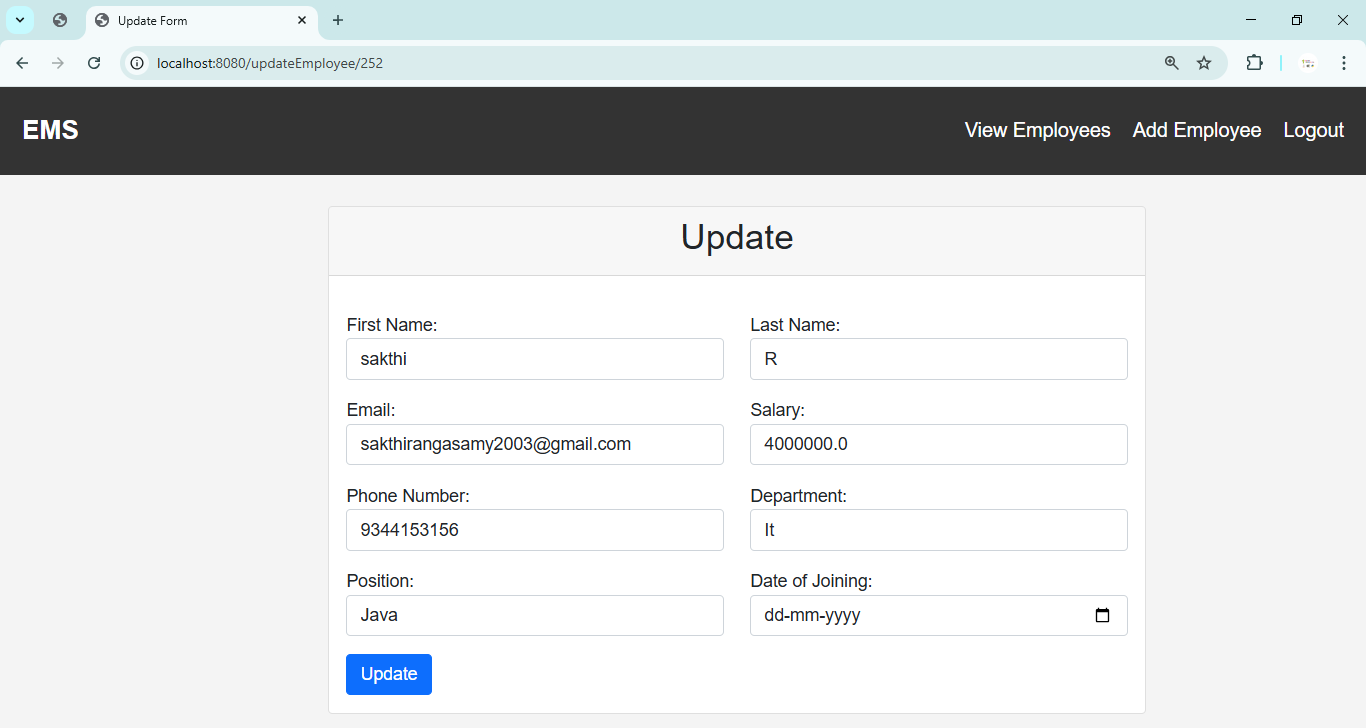 Update Form
localhost:8080/updateEmployee/252
EMS View Employees Add Employee Logout
Update
First Name: Last Name:
sakthi R
Email: Salary:
sakthirangasamy2003@gmail.com 4000000.0
Phone Number: Department:
9344153156 It
Position: Date of Joining:
Java dd-mm-yyyy
Update